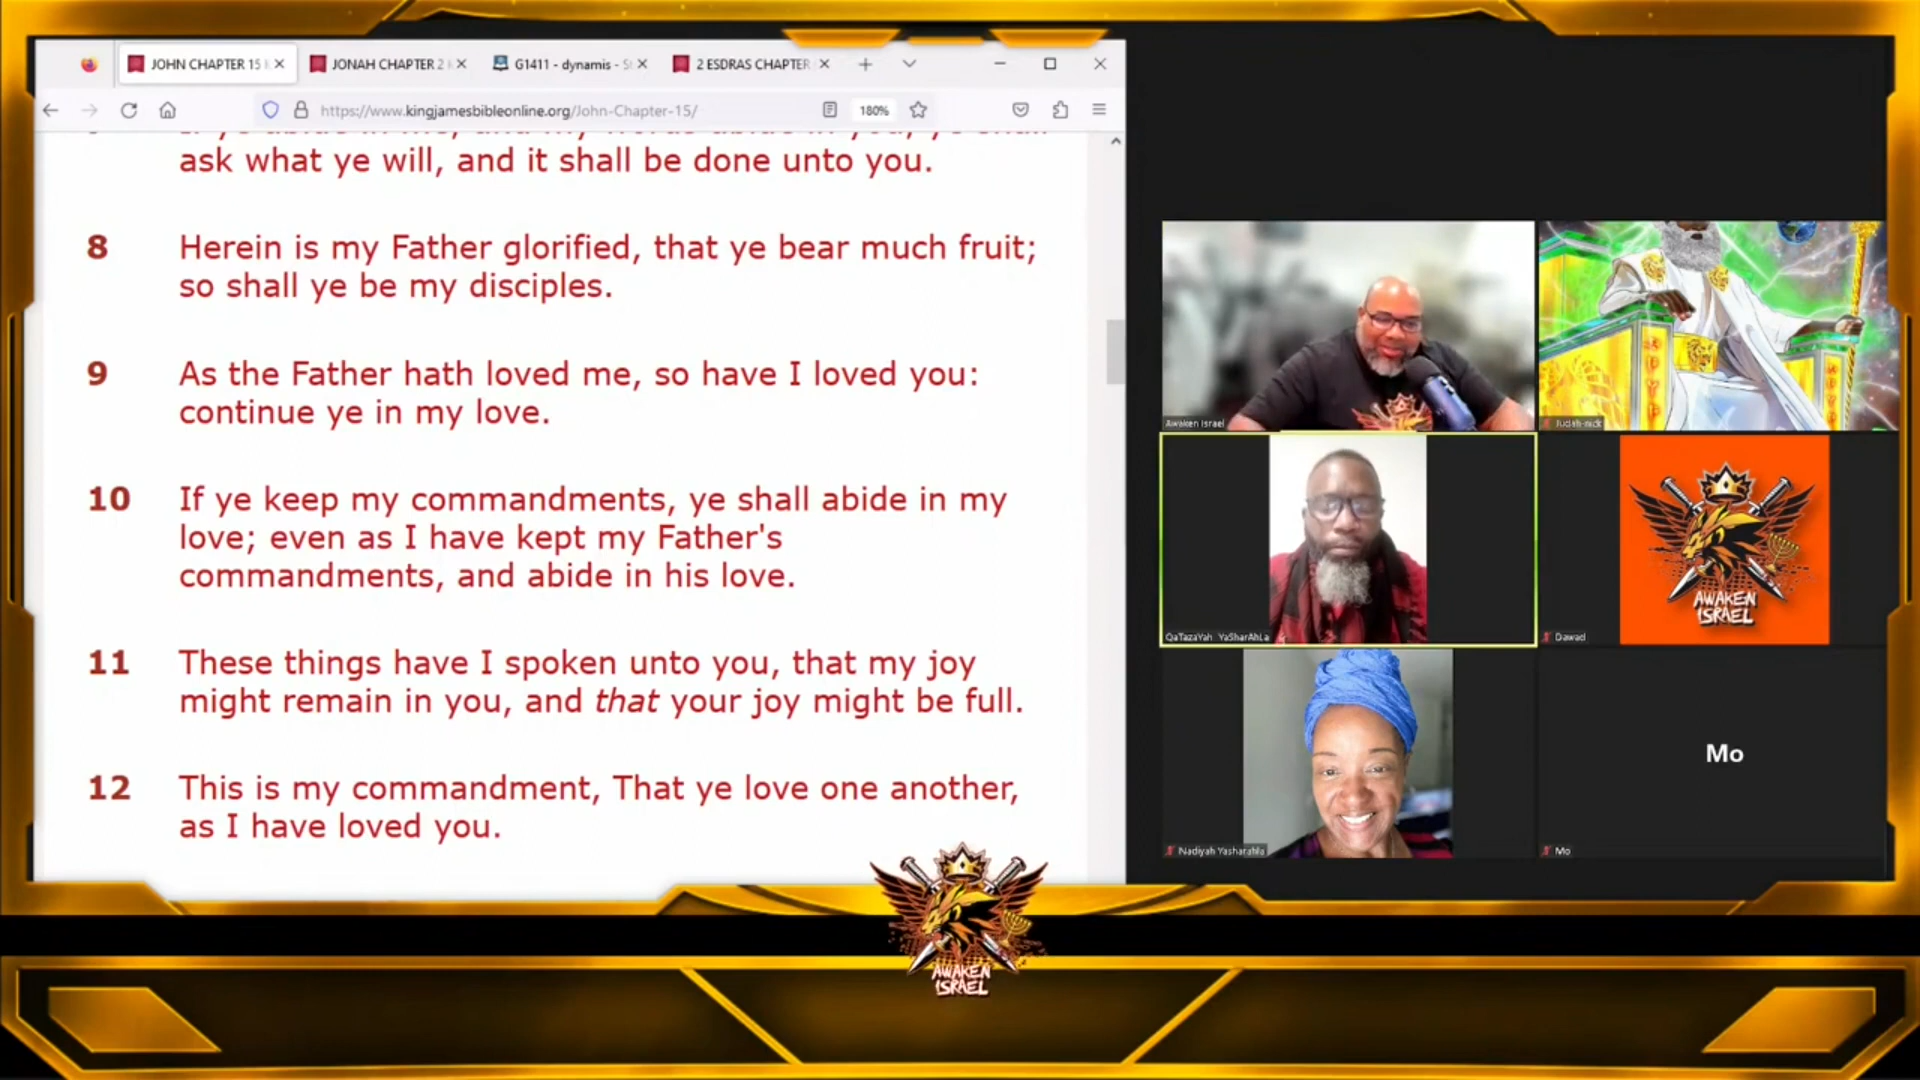 JOHN CHAPTER 15
JONAH CHAPTER 2
G1411 - dynamis - S
2 ESDRAS CHAPTER
https://www.kingjamesbibleonline.org/John-Chapter-15/
180%
ask what ye will, and it shall be done unto you.
8 Herein is my Father glorified, that ye bear much fruit;
so shall ye be my disciples.
9 As the Father hath loved me, so have I loved you:
continue ye in my love.
10 If ye keep my commandments, ye shall abide in my
love; even as I have kept my Father's
commandments, and abide in his love.
11 These things have I spoken unto you, that my joy
might remain in you, and that your joy might be full.
12 This is my commandment, That ye love one another,
as I have loved you.
Awaken Israel
Judah-nick
QaTazaYah YaSharAhLa
AWAKEN
ISRAEL
Dawad
Nadiyah Yasharahla
Mo
Mo
AWAKEN
ISRAEL